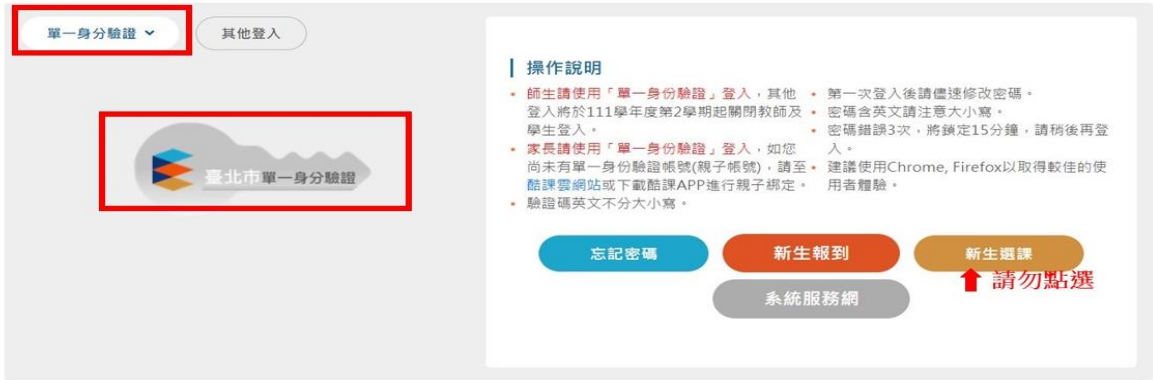 單一身分驗證
其他登入
臺北市單一身分驗證
操作說明
• 師生請使用「單一身份驗證」登入，其他
登入將於111學年度第2學期起關閉教師及
學生登入。
• 家長請使用「單一身份驗證」登入，如您
尚未有單一身份驗證帳號(親子帳號)，請至
酷課雲網站或下載酷課APP進行親子綁定。
• 驗證碼英文不分大小寫。
• 第一次登入後請儘速修改密碼。
• 密碼含英文請注意大小寫。
• 密碼錯誤3次，將鎖定15分鐘，請稍後再登
入。
• 建議使用Chrome, Firefox以取得較佳的使
用者體驗。
忘記密碼
新生報到
新生選課
請勿點選
系統服務網